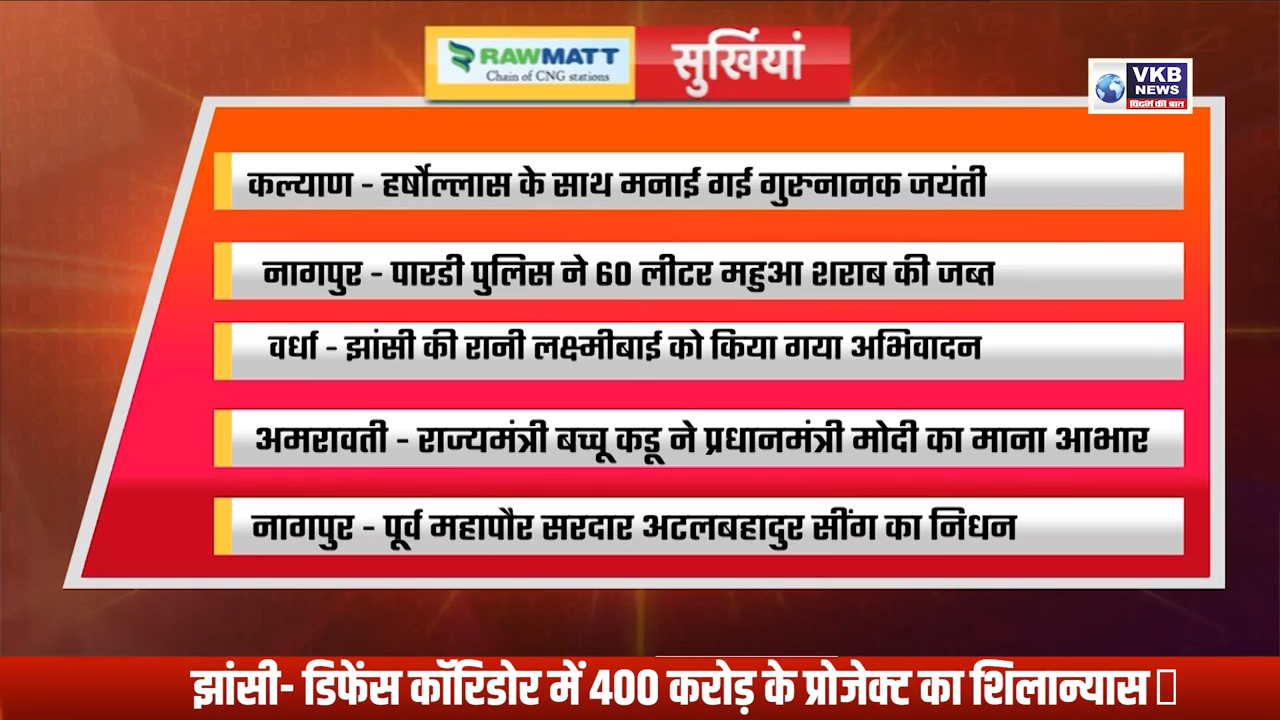 RAWMATT
Chain of CNG stations
सुर्खियां
VKB
NEWS
विदर्भ की बात
कल्याण - हर्षोल्लास के साथ मनाई गई गुरुनानक जयंती
नागपुर - पारडी पुलिस ने 60 लीटर महुआ शराब की जब्त
वर्धा - झांसी की रानी लक्ष्मीबाई को किया गया अभिवादन
अमरावती - राज्यमंत्री बच्चू कडू ने प्रधानमंत्री मोदी का माना आभार
नागपुर - पूर्व महापौर सरदार अटलबहादुर सींग का निधन
झांसी- डिफेंस कॉरिडोर में 400 करोड़ के प्रोजेक्ट का शिलान्यास